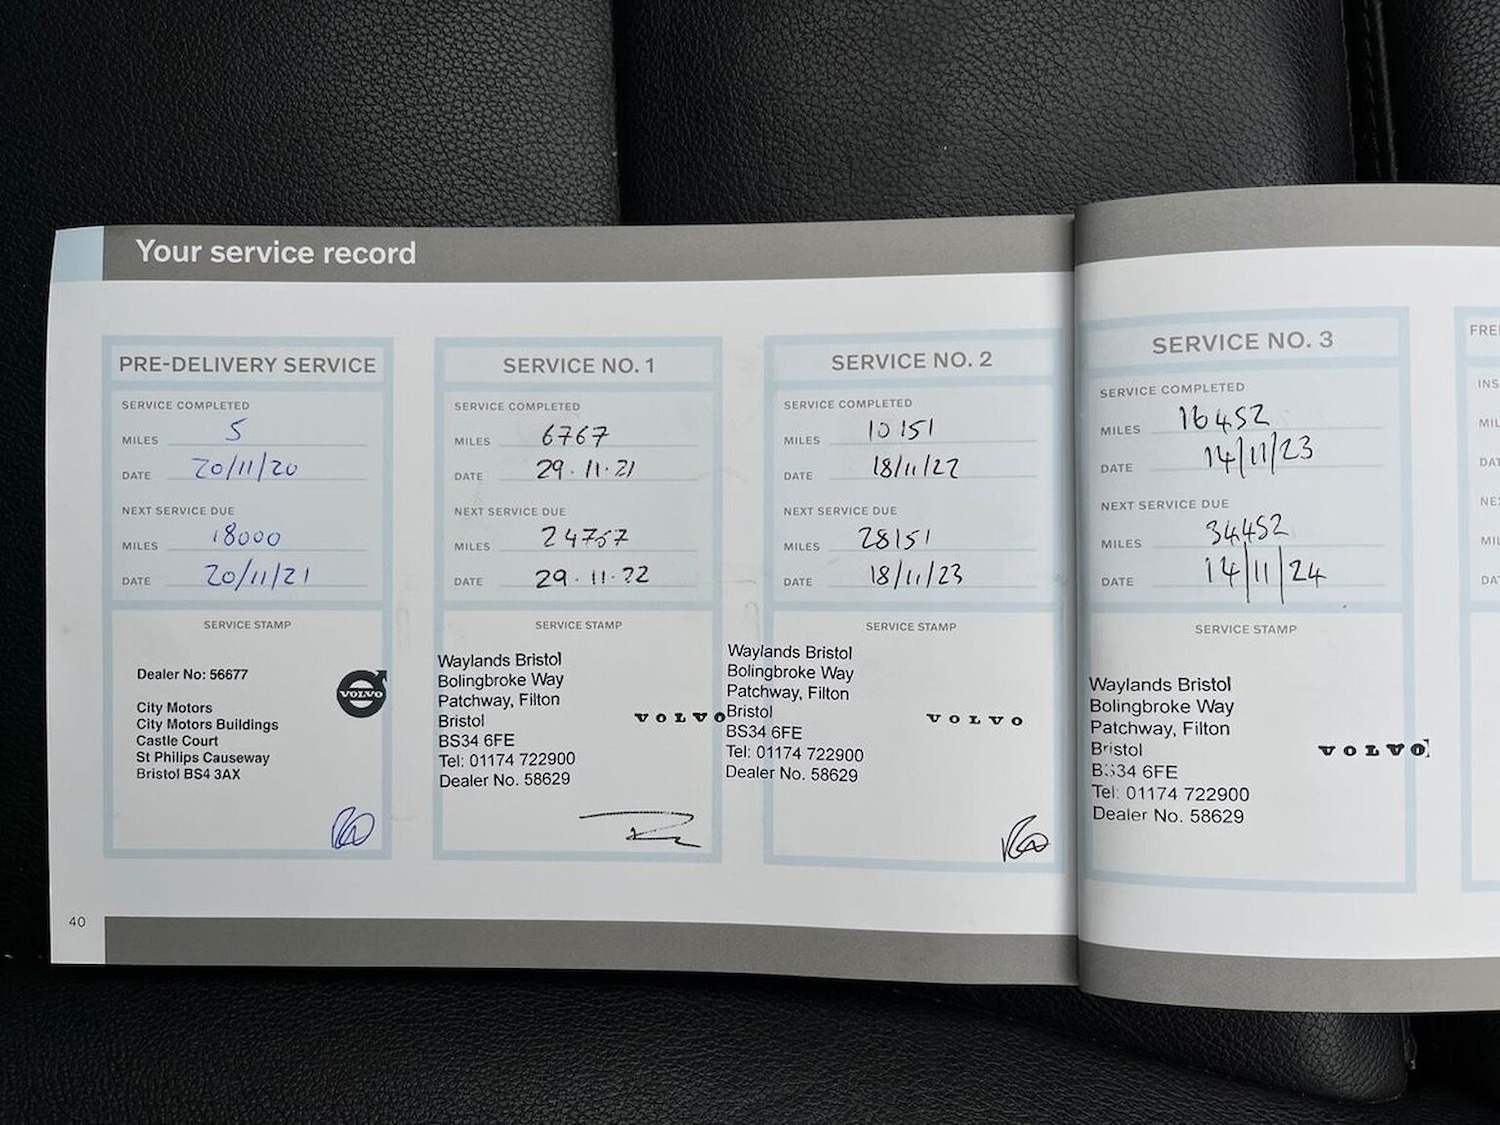 Your service record
PRE-DELIVERY SERVICE
SERVICE COMPLETED
MILES 5
DATE 20/11/20
NEXT SERVICE DUE
MILES 18000
DATE 20/11/21
SERVICE STAMP
Dealer No: 56677
VOLVO
City Motors
City Motors Buildings
Castle Court
St Philips Causeway
Bristol BS4 3AX
40
SERVICE NO. 1
SERVICE COMPLETED
MILES 6767
DATE 29.11.21
NEXT SERVICE DUE
MILES 24767
DATE 29.11.22
SERVICE STAMP
Waylands Bristol
Bolingbroke Way
Patchway, Filton
Bristol
VOLVO
BS34 6FE
Tel: 01174 722900
Dealer No. 58629
SERVICE NO. 2
SERVICE COMPLETED
MILES 10151
DATE 18/11/22
NEXT SERVICE DUE
MILES 28151
DATE 18/11/23
SERVICE STAMP
Waylands Bristol
Bolingbroke Way
Patchway, Filton
Bristol
VOLVO
BS34 6FE
Tel: 01174 722900
Dealer No. 58629
SERVICE NO. 3
SERVICE COMPLETED
MILES 16452
DATE 14/11/23
NEXT SERVICE DUE
MILES 34452
DATE 14/11/24
SERVICE STAMP
Waylands Bristol
Bolingbroke Way
Patchway, Filton
Bristol
VOLVO
BS34 6FE
Tel: 01174 722900
Dealer No. 58629